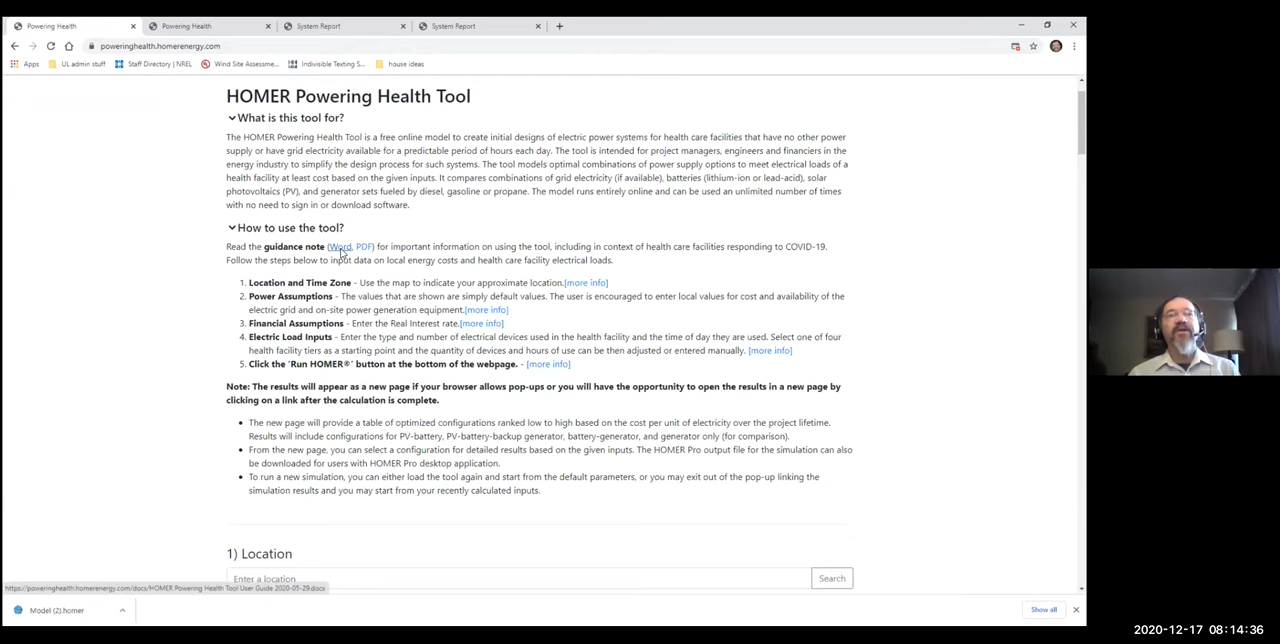 Powering Health
Powering Health
System Report
System Report
poweringhealth.homerenergy.com
Apps
UL admin stuff
Staff Directory | NREL
Wind Site Assessme...
Indivisible Texting S...
house ideas
HOMER Powering Health Tool
What is this tool for?
The HOMER Powering Health Tool is a free online model to create initial designs of electric power systems for health care facilities that have no other power
supply or have grid electricity available for a predictable period of hours each day. The tool is intended for project managers, engineers and financiers in the
energy industry to simplify the design process for such systems. The tool models optimal combinations of power supply options to meet electrical loads of a
health facility at least cost based on the given inputs. It compares combinations of grid electricity (if available), batteries (lithium-ion or lead-acid), solar
photovoltaics (PV), and generator sets fueled by diesel, gasoline or propane. The model runs entirely online and can be used an unlimited number of times
with no need to sign in or download software.
How to use the tool?
Read the guidance note (Word, PDF) for important information on using the tool, including in context of health care facilities responding to COVID-19.
Follow the steps below to input data on local energy costs and health care facility electrical loads.
1. Location and Time Zone - Use the map to indicate your approximate location.[more info]
2. Power Assumptions - The values that are shown are simply default values. The user is encouraged to enter local values for cost and availability of the
electric grid and on-site power generation equipment.[more info]
3. Financial Assumptions - Enter the Real Interest rate.[more info]
4. Electric Load Inputs - Enter the type and number of electrical devices used in the health facility and the time of day they are used. Select one of four
health facility tiers as a starting point and the quantity of devices and hours of use can then be adjusted or entered manually. [more info]
5. Click the 'Run HOMER®' button at the bottom of the webpage. - [more info]
Note: The results will appear as a new page if your browser allows pop-ups or you will have the opportunity to open the results in a new page by
clicking on a link after the calculation is complete.
• The new page will provide a table of optimized configurations ranked low to high based on the cost per unit of electricity over the project lifetime.
Results will include configurations for PV-battery, PV-battery-backup generator, battery-generator, and generator only (for comparison).
• From the new page, you can select a configuration for detailed results based on the given inputs. The HOMER Pro output file for the simulation can also
be downloaded for users with HOMER Pro desktop application.
• To run a new simulation, you can either load the tool again and start from the default parameters, or you may exit out of the pop-up linking the
simulation results and you may start from your recently calculated inputs.
1) Location
Enter a location
Search
https://poweringhealth.homerenergy.com/docs/HOMER Powering Health Tool User Guide 2020-05-29.docx
Model (2).homer
Show all
2020-12-17 08:14:36